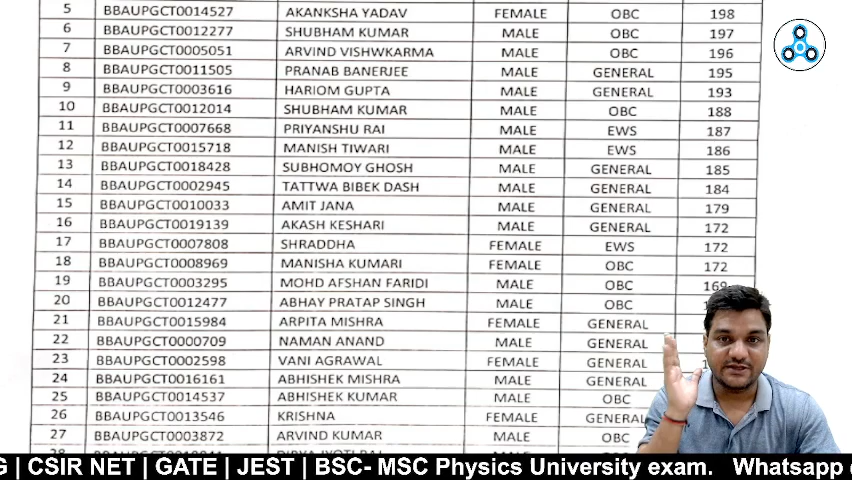 5 BBAUPGCT0014527 AKANKSHA YADAV FEMALE OBC 198
6 BBAUPGCT0012277 SHUBHAM KUMAR MALE OBC 197
7 BBAUPGCT0005051 ARVIND VISHWKARMA MALE OBC 196
8 BBAUPGCT0011505 PRANAB BANERJEE MALE GENERAL 195
9 BBAUPGCT0003616 HARIOM GUPTA MALE GENERAL 193
10 BBAUPGCT0012014 SHUBHAM KUMAR MALE OBC 188
11 BBAUPGCT0007668 PRIYANSHU RAI MALE EWS 187
12 BBAUPGCT0015718 MANISH TIWARI MALE EWS 186
13 BBAUPGCT0018428 SUBHOMOY GHOSH MALE GENERAL 185
14 BBAUPGCT0002945 TATTWA BIBEK DASH MALE GENERAL 184
15 BBAUPGCT0010033 AMIT JANA MALE GENERAL 179
16 BBAUPGCT0019139 AKASH KESHARI MALE GENERAL 172
17 BBAUPGCT0007808 SHRADDHA FEMALE EWS 172
18 BBAUPGCT0008969 MANISHA KUMARI FEMALE OBC 172
19 BBAUPGCT0003295 MOHD AFSHAN FARIDI MALE OBC 169
20 BBAUPGCT0012477 ABHAY PRATAP SINGH MALE OBC
21 BBAUPGCT0015984 ARPITA MISHRA FEMALE GENERAL
22 BBAUPGCT0000709 NAMAN ANAND MALE GENERAL
23 BBAUPGCT0002598 VANI AGRAWAL FEMALE GENERAL
24 BBAUPGCT0016161 ABHISHEK MISHRA MALE GENERAL
25 BBAUPGCT0014537 ABHISHEK KUMAR MALE OBC
26 BBAUPGCT0013546 KRISHNA FEMALE GENERAL
27 BBAUPGCT0003872 ARVIND KUMAR MALE OBC
G | CSIR NET | GATE | JEST | BSC- MSC Physics University exam. Whatsapp